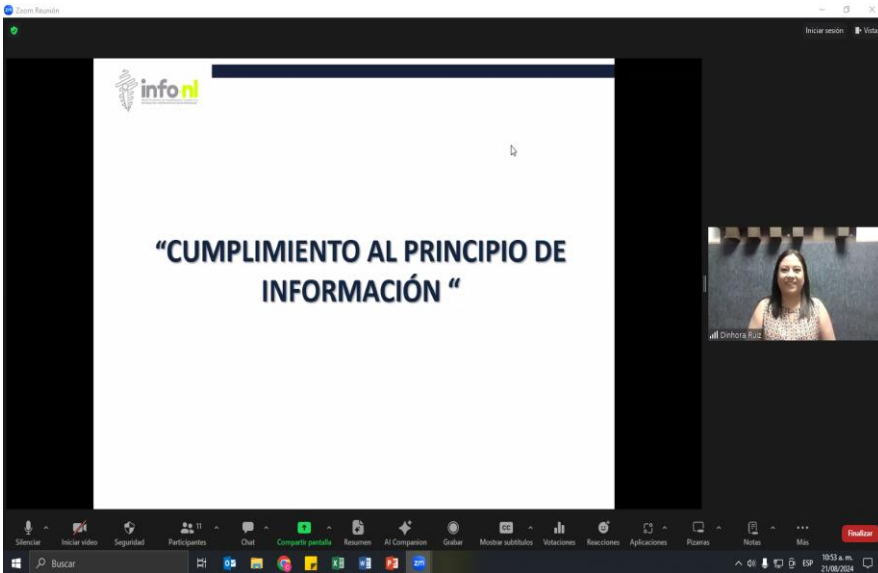 Zoom Reunión
Iniciar sesión
Vista
info nl
“CUMPLIMIENTO AL PRINCIPIO DE
INFORMACIÓN “
Dinhora Ruiz
Silenciar
Iniciar video
Seguridad
11
Participantes
Chat
Compartir pantalla
Resumen
AI Companion
Grabar
CC
Mostrar subtítulos
Votaciones
Reacciones
Aplicaciones
Pizarras
Notas
Más
Finalizar
Buscar
zm
ESP
10:53 a. m.
21/08/2024